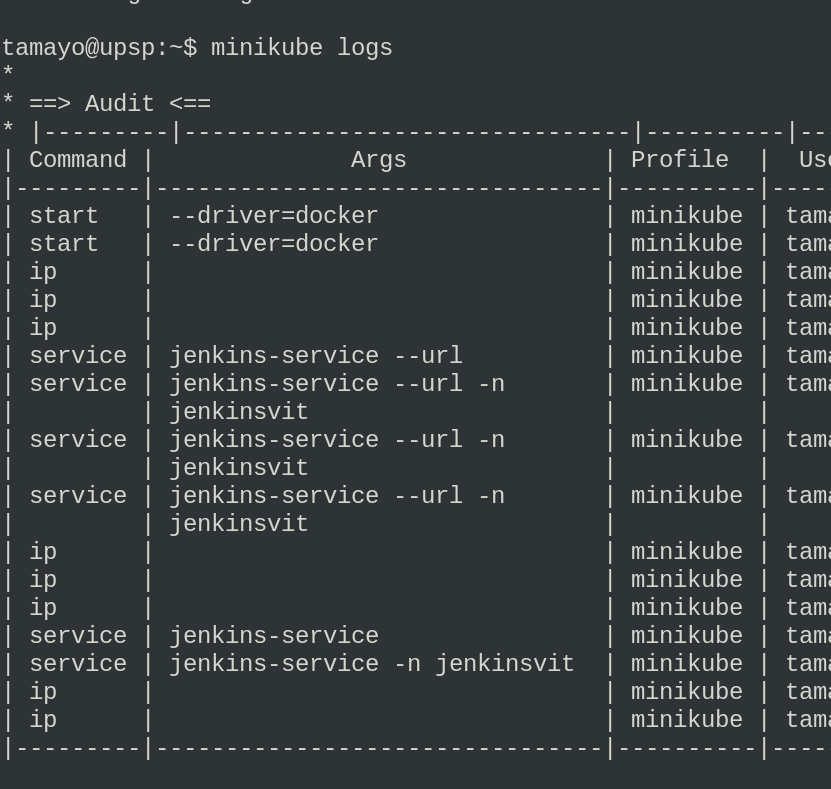 tamayo@upsp:~$ minikube logs
*
* ==> Audit <==
* |---------|--------------------------------|----------|--
| Command |              Args              | Profile  |  Use
|---------|--------------------------------|----------|----
| start   | --driver=docker                | minikube | tama
| start   | --driver=docker                | minikube | tama
| ip      |                                | minikube | tama
| ip      |                                | minikube | tama
| ip      |                                | minikube | tama
| service | jenkins-service --url          | minikube | tama
| service | jenkins-service --url -n       | minikube | tama
|         | jenkinsvit                     |          |
| service | jenkins-service --url -n       | minikube | tama
|         | jenkinsvit                     |          |
| service | jenkins-service --url -n       | minikube | tama
|         | jenkinsvit                     |          |
| ip      |                                | minikube | tama
| ip      |                                | minikube | tama
| ip      |                                | minikube | tama
| service | jenkins-service                | minikube | tama
| service | jenkins-service -n jenkinsvit  | minikube | tama
| ip      |                                | minikube | tama
| ip      |                                | minikube | tama
|---------|--------------------------------|----------|----